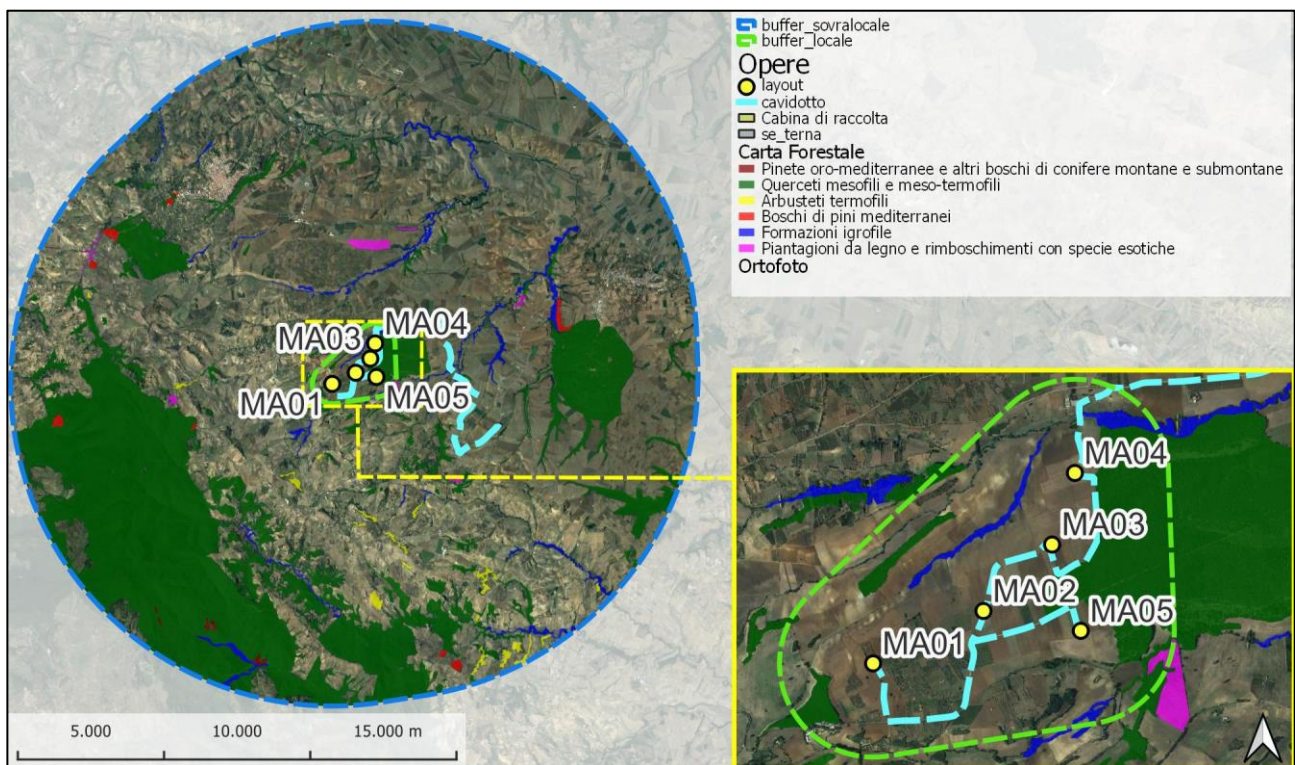 buffer_sovralocale
buffer_locale
Opere
layout
cavidotto
Cabina di raccolta
se_terna
Carta Forestale
Pinete oro-mediterranee e altri boschi di conifere montane e submontane
Querceti mesofili e meso-termofili
Arbusteti termofili
Boschi di pini mediterranei
Formazioni igrofile
Piantagioni da legno e rimboschimenti con specie esotiche
Ortofoto
MA03 MA04
MA01 MA05
MA04
MA03
MA02
MA05
MA01
5.000 10.000 15.000 m